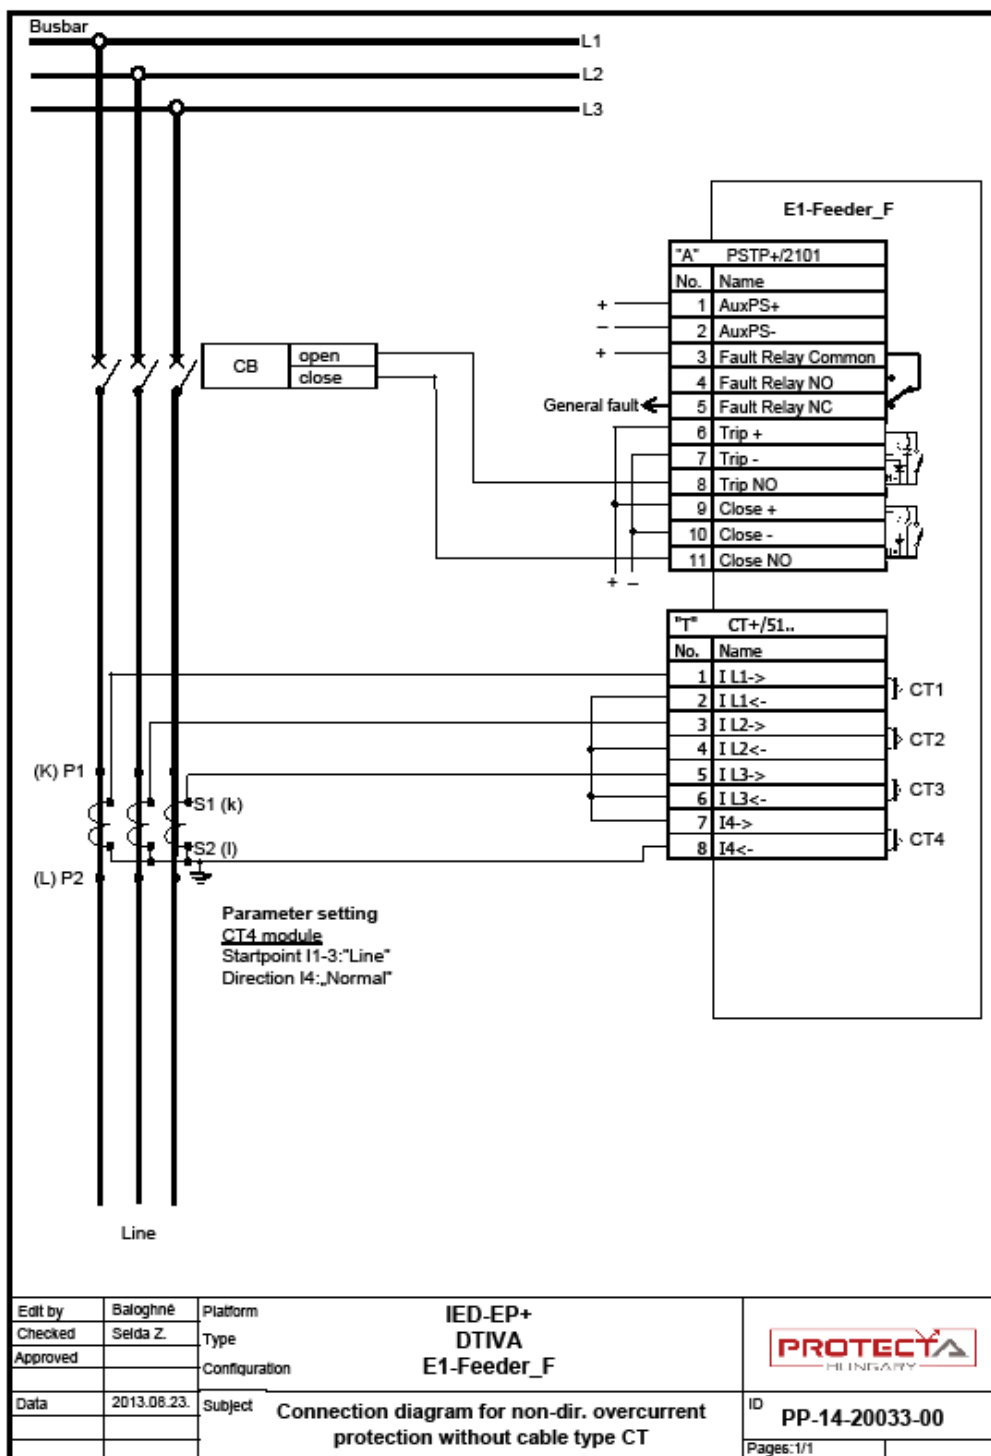 Busbar
L1
L2
L3
E1-Feeder_F
"A" PSTP+/2101
No. Name
+ 1 AuxPS+
– 2 AuxPS-
+ 3 Fault Relay Common
4 Fault Relay NO
General fault 5 Fault Relay NC
6 Trip +
7 Trip -
8 Trip NO
9 Close +
10 Close -
11 Close NO
+ –
CB open
close
"T" CT+/51..
No. Name
1 I L1->
2 I L1<-
CT1
3 I L2->
4 I L2<-
CT2
5 I L3->
6 I L3<-
CT3
7 I4->
8 I4<-
CT4
(K) P1
S1 (k)
S2 (l)
(L) P2
Parameter setting
CT4 module
Startpoint I1-3:"Line"
Direction I4:„Normal"
Line
Edit by Baloghné
Checked Selda Z.
Approved
Data 2013.08.23.
Platform IED-EP+
Type DTIVA
Configuration E1-Feeder_F
Subject Connection diagram for non-dir. overcurrent
protection without cable type CT
PROTECTA
HUNGARY
ID PP-14-20033-00
Pages:1/1